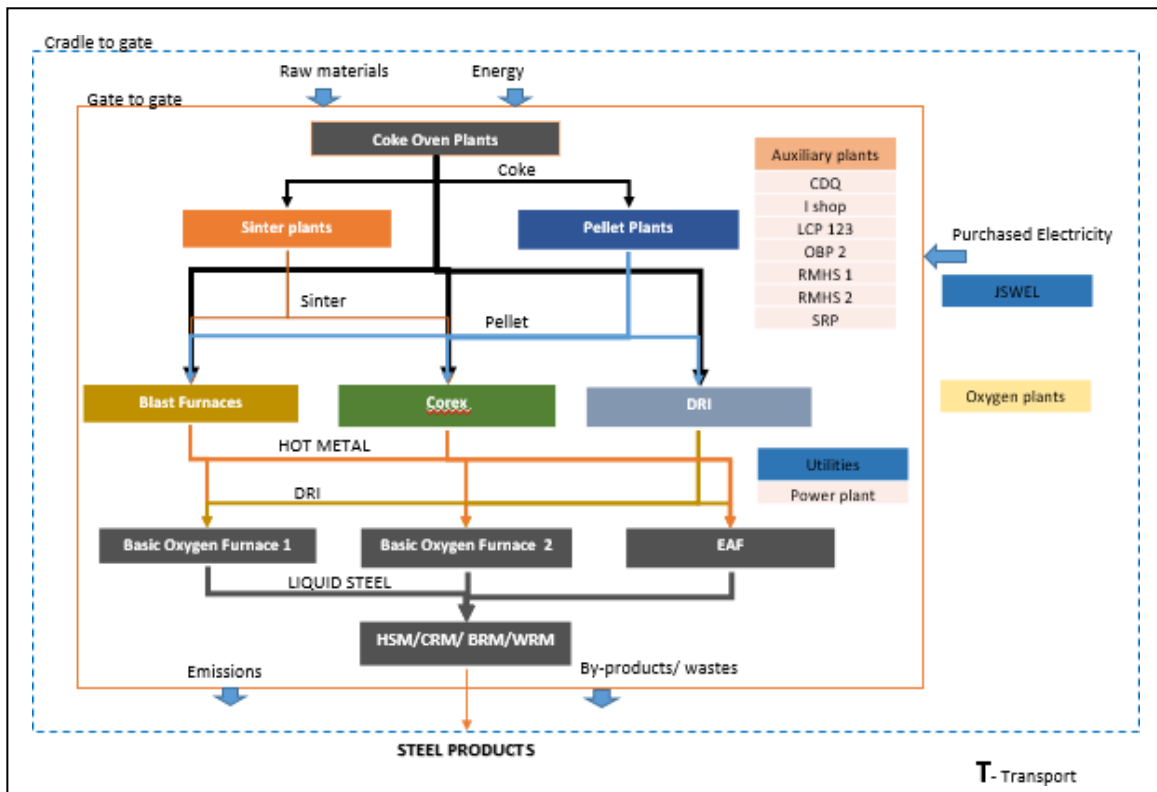 Cradle to gate
Raw materials
Energy
Gate to gate
Coke Oven Plants
Coke
Sinter plants
Pellet Plants
Sinter
Pellet
Blast Furnaces
Corex
DRI
HOT METAL
DRI
Basic Oxygen Furnace 1
Basic Oxygen Furnace 2
EAF
LIQUID STEEL
HSM/CRM/ BRM/WRM
Emissions
By-products/ wastes
STEEL PRODUCTS
Auxiliary plants
CDQ
I shop
LCP 123
OBP 2
RMHS 1
RMHS 2
SRP
Utilities
Power plant
Purchased Electricity
JSWEL
Oxygen plants
T- Transport